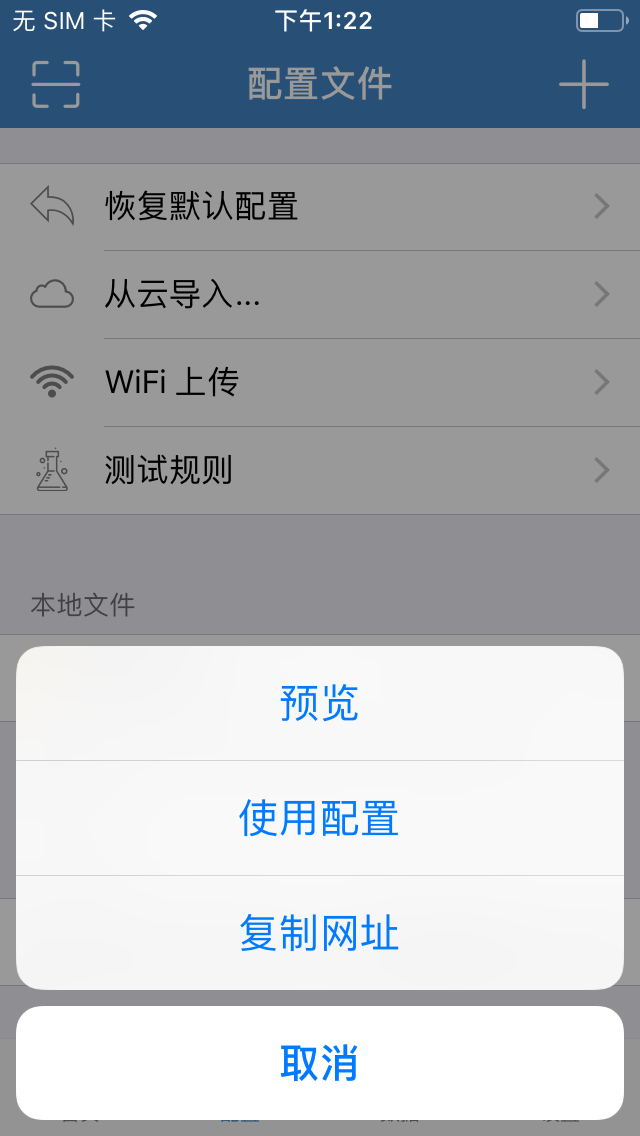 无 SIM 卡
下午1:22
配置文件
恢复默认配置
从云导入...
WiFi 上传
测试规则
本地文件
预览
使用配置
复制网址
取消